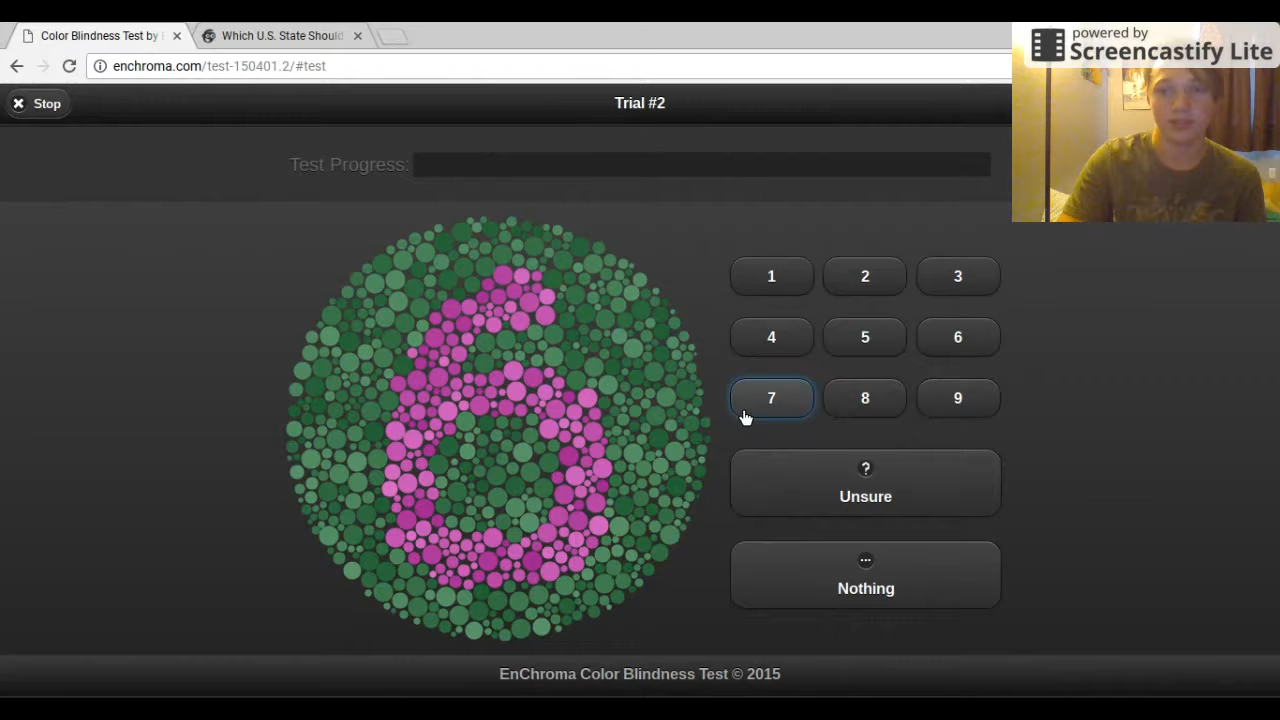 Color Blindness Test by E
Which U.S. State Should
enchroma.com/test-150401.2/#test
powered by
Screencastify Lite
Stop
Trial #2
Test Progress:
6
1 2 3
4 5 6
7 8 9
?
Unsure
...
Nothing
EnChroma Color Blindness Test © 2015